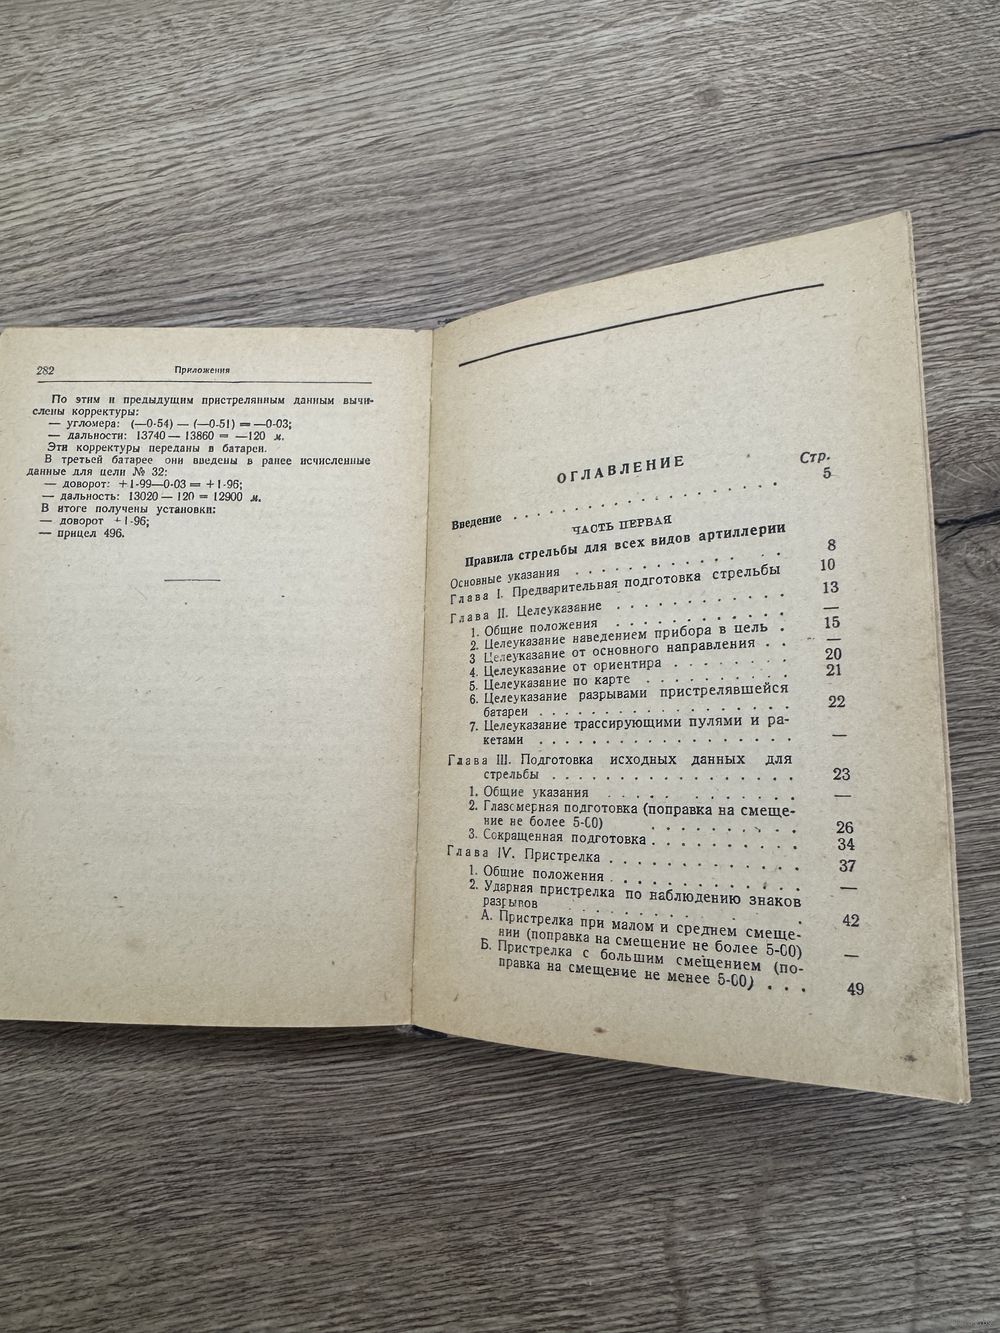 282
Приложения
По этим и предыдущим пристрелянным данным вычи-
слены корректуры:
— угломера: (—0-54) — (—0-51) = —0-03;
— дальности: 13740 — 13860 = —120 м.
Эти корректуры переданы в батареи.
В третьей батарее они введены в ранее исчисленные
данные для цели № 32:
— доворот: +1-99—0-03 = +1-96;
— дальность: 13020 — 120 = 12900 м.
В итоге получены установки:
— доворот +1-96;
— прицел 496.
ОГЛАВЛЕНИЕ
Стр.
Введение . . . . . . . . . . . . . . . 5
ЧАСТЬ ПЕРВАЯ
Правила стрельбы для всех видов артиллерии
Основные указания . . . . . . . . . . . 8
Глава I. Предварительная подготовка стрельбы 10
Глава II. Целеуказание . . . . . . . . . . 13
1. Общие положения . . . . . . . . . . —
2. Целеуказание наведением прибора в цель . 15
3 Целеуказание от основного направления . . —
4. Целеуказание от ориентира . . . . . . . 20
5. Целеуказание по карте . . . . . . . . . 21
6. Целеуказание разрывами пристрелявшейся
батареи . . . . . . . . . . . . . . . 22
7. Целеуказание трассирующими пулями и ра-
кетами . . . . . . . . . . . . . . . —
Глава III. Подготовка исходных данных для
стрельбы . . . . . . . . . . . . . . 23
1. Общие указания . . . . . . . . . . . —
2. Глазомерная подготовка (поправка на смеще-
ние не более 5-00) . . . . . . . . . 26
3. Сокращенная подготовка . . . . . . . . 34
Глава IV. Пристрелка . . . . . . . . . . . 37
1. Общие положения . . . . . . . . . . —
2. Ударная пристрелка по наблюдению знаков
разрывов . . . . . . . . . . . . . . 42
А. Пристрелка при малом и среднем смеще-
нии (поправка на смещение не более 5-00) —
Б. Пристрелка с большим смещением (по-
правка на смещение не менее 5-00) . . . 49